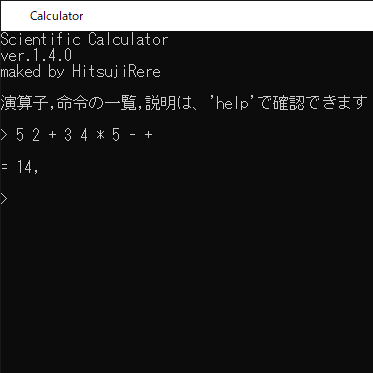 Calculator
Scientific Calculator
ver.1.4.0
maked by HitsujiRere
演算子,命令の一覧,説明は、'help'で確認できます
> 5 2 + 3 4 * 5 - +
= 14,
>